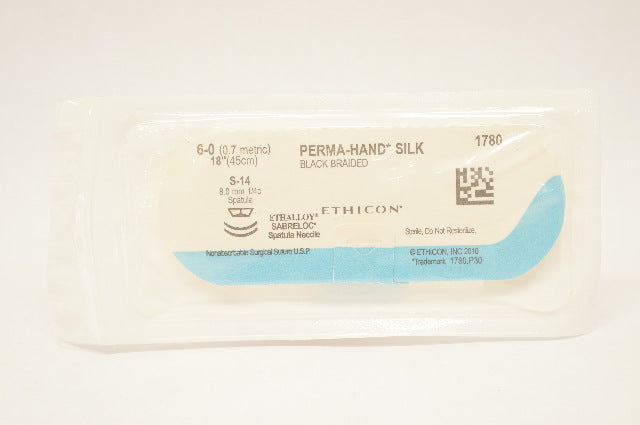 6-0 (0.7 metric)
18"(45cm)
PERMA-HAND* SILK
BLACK BRAIDED
1780
S-14
8.0 mm 1/4c
Spatula
ETHALLOY*
SABRELOC*
Spatula Needle
ETHICON*
Sterile, Do Not Resterilize.
Nonabsorbable Surgical Suture U.S.P.
© ETHICON, INC 2010
*Trademark 1780.P30